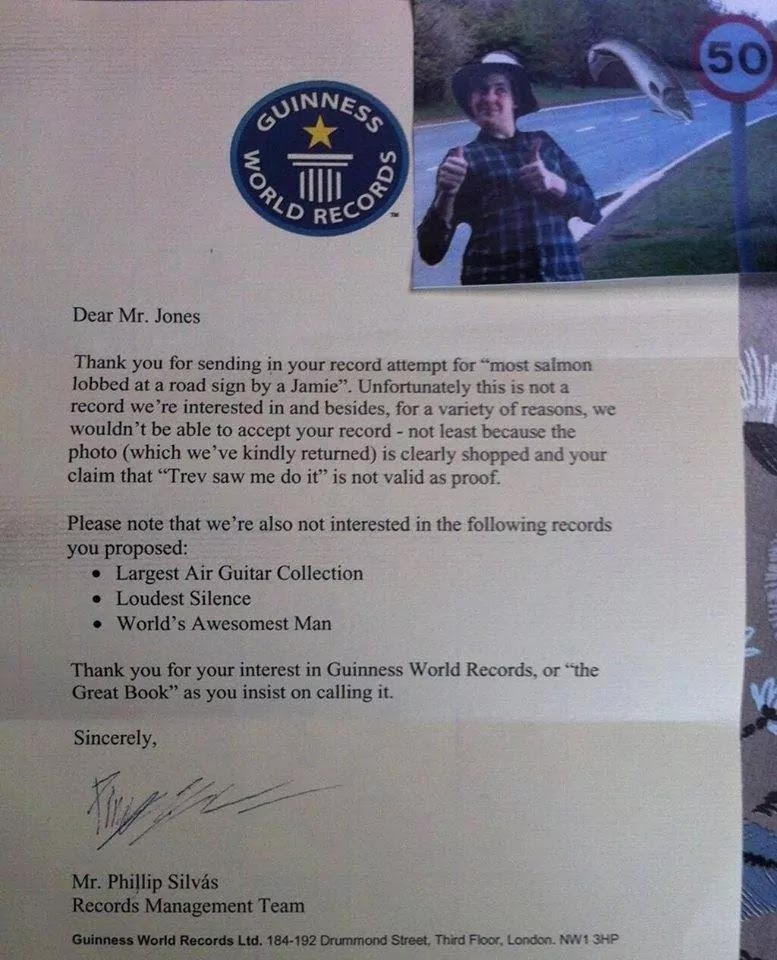 GUINNESS
WORLD RECORDS
™
50
Dear Mr. Jones
Thank you for sending in your record attempt for “most salmon
lobbed at a road sign by a Jamie”. Unfortunately this is not a
record we’re interested in and besides, for a variety of reasons, we
wouldn’t be able to accept your record - not least because the
photo (which we’ve kindly returned) is clearly shopped and your
claim that “Trev saw me do it” is not valid as proof.
Please note that we’re also not interested in the following records
you proposed:
• Largest Air Guitar Collection
• Loudest Silence
• World’s Awesomest Man
Thank you for your interest in Guinness World Records, or “the
Great Book” as you insist on calling it.
Sincerely,
Mr. Phillip Silvás
Records Management Team
Guinness World Records Ltd. 184-192 Drummond Street, Third Floor, London. NW1 3HP